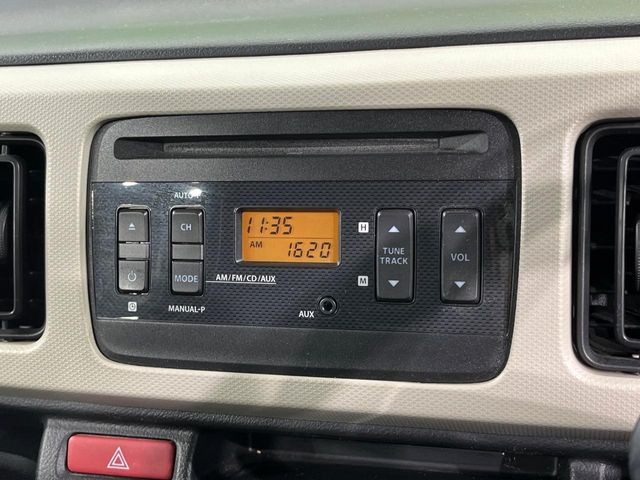 AUTO-P
CH
MODE
MANUAL-P
11:35
AM 1620
AM/FM/CD/AUX
AUX
H
M
TUNE
TRACK
VOL